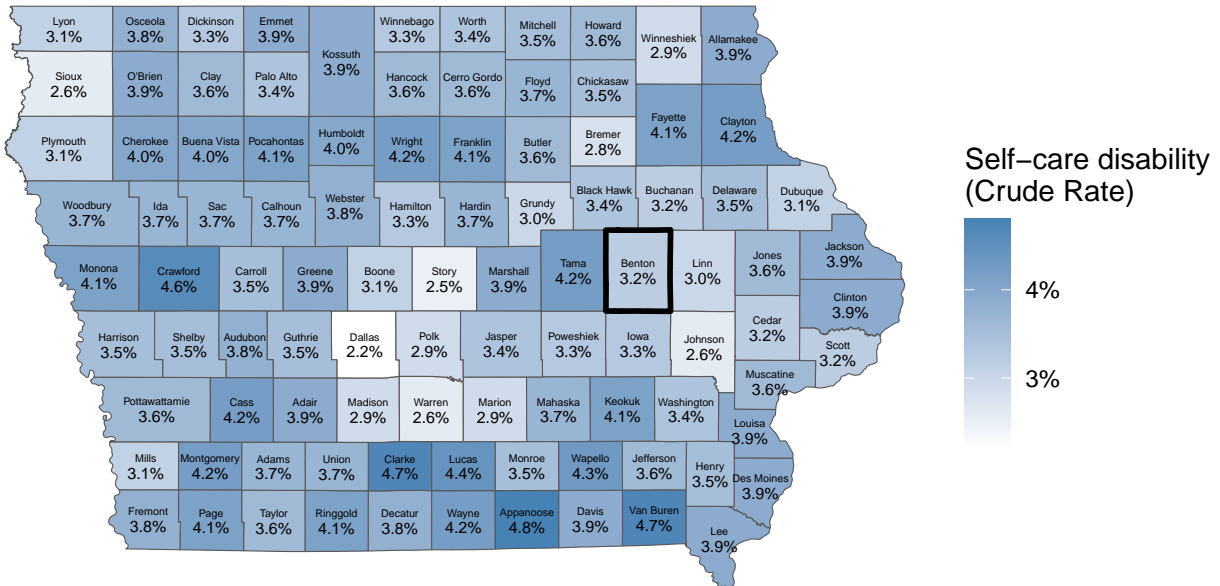 Lyon
3.1%
Osceola
3.8%
Dickinson
3.3%
Emmet
3.9%
Kossuth
3.9%
Winnebago
3.3%
Worth
3.4%
Mitchell
3.5%
Howard
3.6%
Winneshiek
2.9%
Allamakee
3.9%
Sioux
2.6%
O'Brien
3.9%
Clay
3.6%
Palo Alto
3.4%
Hancock
3.6%
Cerro Gordo
3.6%
Floyd
3.7%
Chickasaw
3.5%
Fayette
4.1%
Clayton
4.2%
Plymouth
3.1%
Cherokee
4.0%
Buena Vista
4.0%
Pocahontas
4.1%
Humboldt
4.0%
Wright
4.2%
Franklin
4.1%
Butler
3.6%
Bremer
2.8%
Woodbury
3.7%
Ida
3.7%
Sac
3.7%
Calhoun
3.7%
Webster
3.8%
Hamilton
3.3%
Hardin
3.7%
Grundy
3.0%
Black Hawk
3.4%
Buchanan
3.2%
Delaware
3.5%
Dubuque
3.1%
Monona
4.1%
Crawford
4.6%
Carroll
3.5%
Greene
3.9%
Boone
3.1%
Story
2.5%
Marshall
3.9%
Tama
4.2%
Benton
3.2%
Linn
3.0%
Jones
3.6%
Jackson
3.9%
Clinton
3.9%
Harrison
3.5%
Shelby
3.5%
Audubon
3.8%
Guthrie
3.5%
Dallas
2.2%
Polk
2.9%
Jasper
3.4%
Poweshiek
3.3%
Iowa
3.3%
Johnson
2.6%
Cedar
3.2%
Scott
3.2%
Muscatine
3.6%
Pottawattamie
3.6%
Cass
4.2%
Adair
3.9%
Madison
2.9%
Warren
2.6%
Marion
2.9%
Mahaska
3.7%
Keokuk
4.1%
Washington
3.4%
Louisa
3.9%
Mills
3.1%
Montgomery
4.2%
Adams
3.7%
Union
3.7%
Clarke
4.7%
Lucas
4.4%
Monroe
3.5%
Wapello
4.3%
Jefferson
3.6%
Henry
3.5%
Des Moines
3.9%
Fremont
3.8%
Page
4.1%
Taylor
3.6%
Ringgold
4.1%
Decatur
3.8%
Wayne
4.2%
Appanoose
4.8%
Davis
3.9%
Van Buren
4.7%
Lee
3.9%
Self−care disability
(Crude Rate)
4%
3%